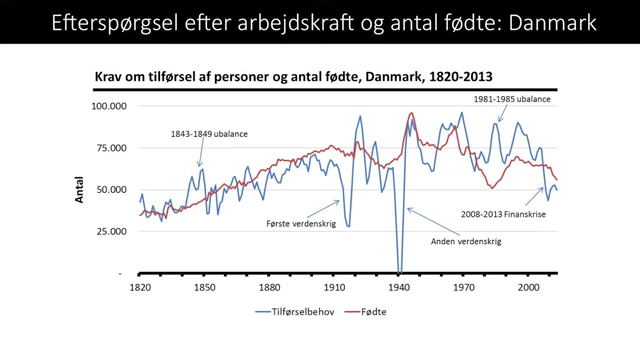 Efterspørgsel efter arbejdskraft og antal fødte: Danmark
Krav om tilførsel af personer og antal fødte, Danmark, 1820-2013
1981-1985 ubalance
100.000
1843-1849 ubalance
75.000
Antal
50.000
2008-2013 Finanskrise
Første verdenskrig
Anden verdenskrig
25.000
-
1820 1850 1880 1910 1940 1970 2000
Tilførselbehov Fødte